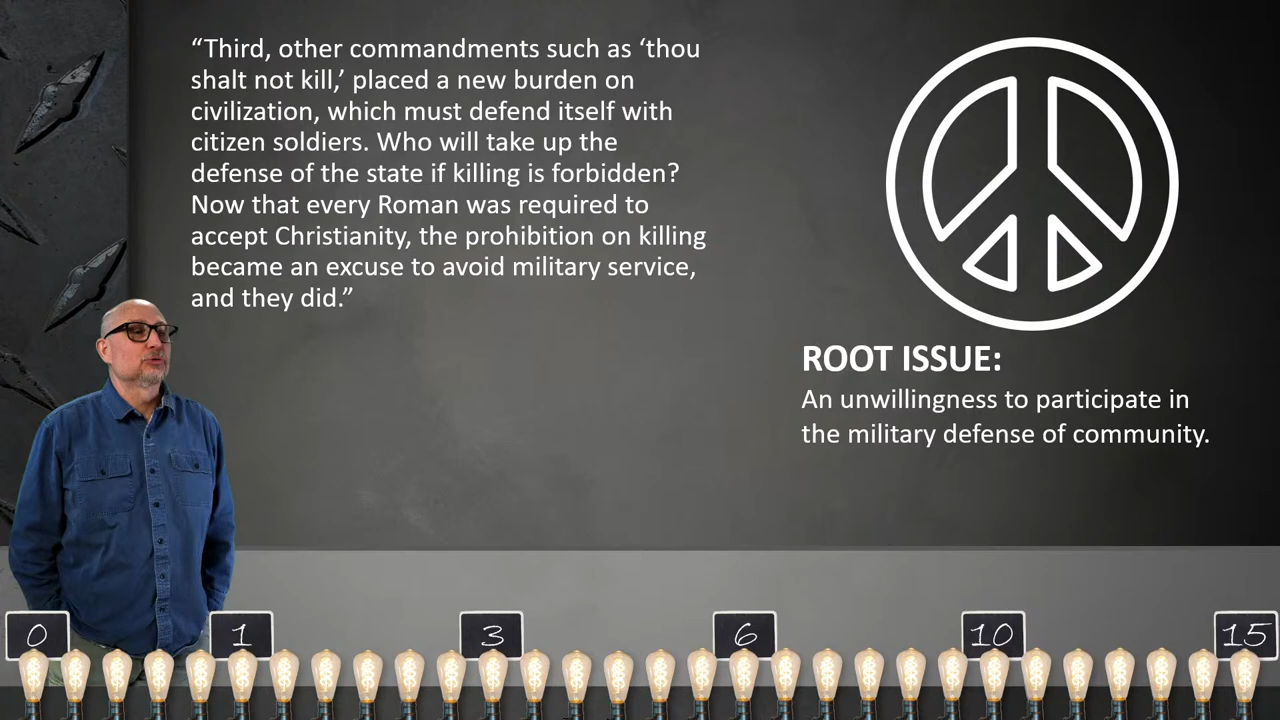 “Third, other commandments such as ‘thou
shalt not kill,’ placed a new burden on
civilization, which must defend itself with
citizen soldiers. Who will take up the
defense of the state if killing is forbidden?
Now that every Roman was required to
accept Christianity, the prohibition on killing
became an excuse to avoid military service,
and they did.”
ROOT ISSUE:
An unwillingness to participate in
the military defense of community.
0
1
3
6
10
15